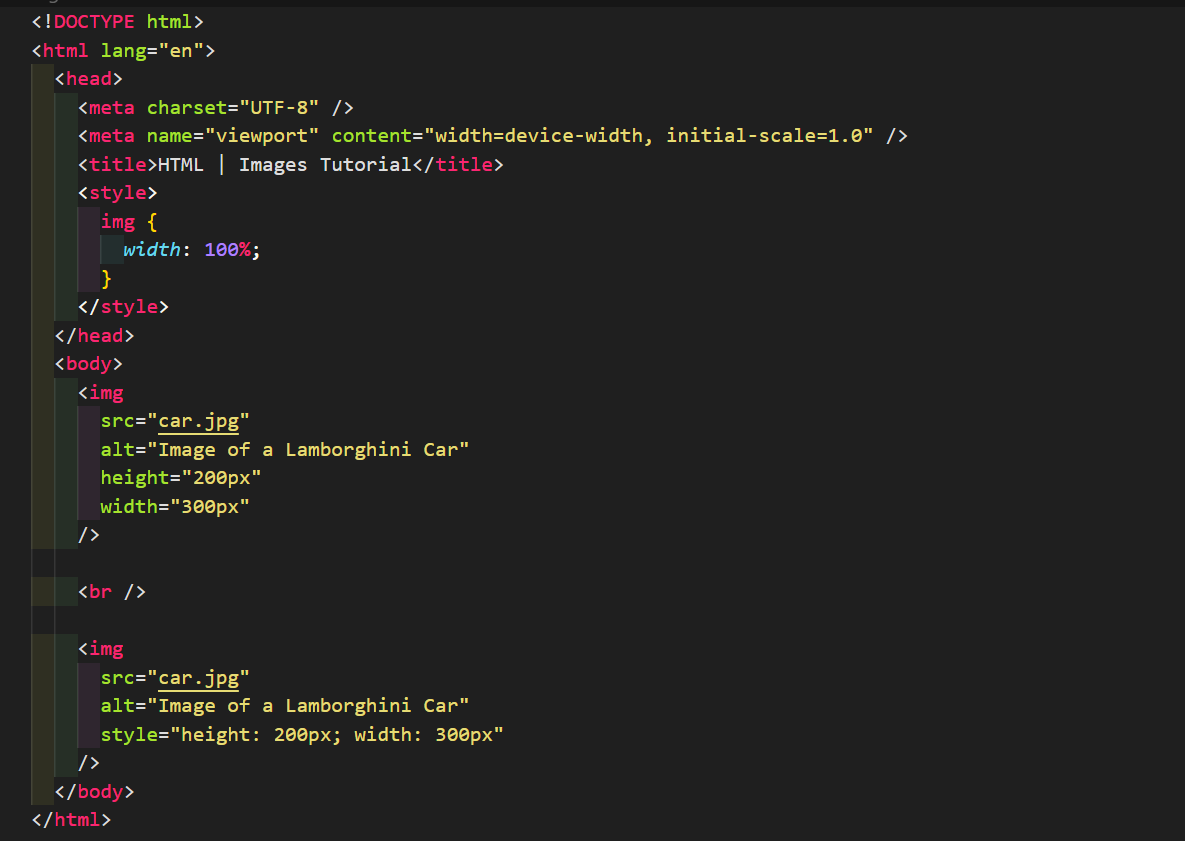 <!DOCTYPE html>
<html lang="en">
  <head>
    <meta charset="UTF-8" />
    <meta name="viewport" content="width=device-width, initial-scale=1.0" />
    <title>HTML | Images Tutorial</title>
    <style>
      img {
        width: 100%;
      }
    </style>
  </head>
  <body>
    <img
      src="car.jpg"
      alt="Image of a Lamborghini Car"
      height="200px"
      width="300px"
    />

    <br />

    <img
      src="car.jpg"
      alt="Image of a Lamborghini Car"
      style="height: 200px; width: 300px"
    />
  </body>
</html>